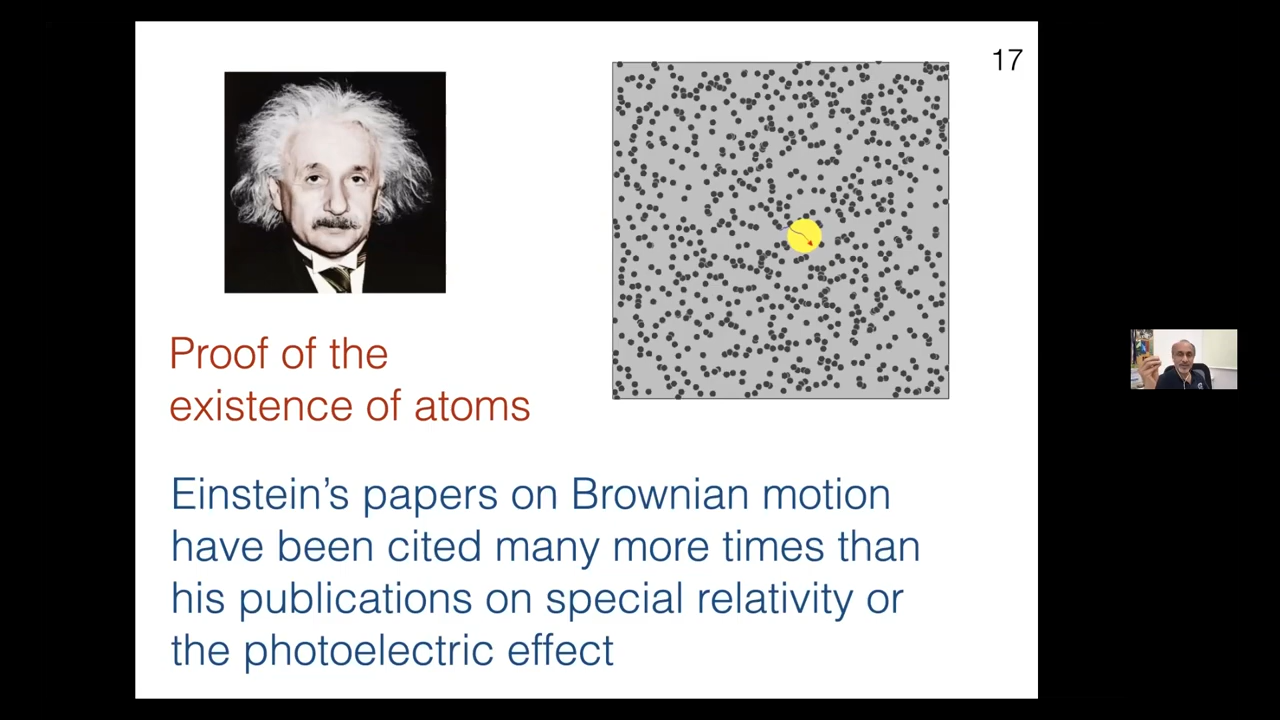 17
Proof of the
existence of atoms
Einstein’s papers on Brownian motion
have been cited many more times than
his publications on special relativity or
the photoelectric effect